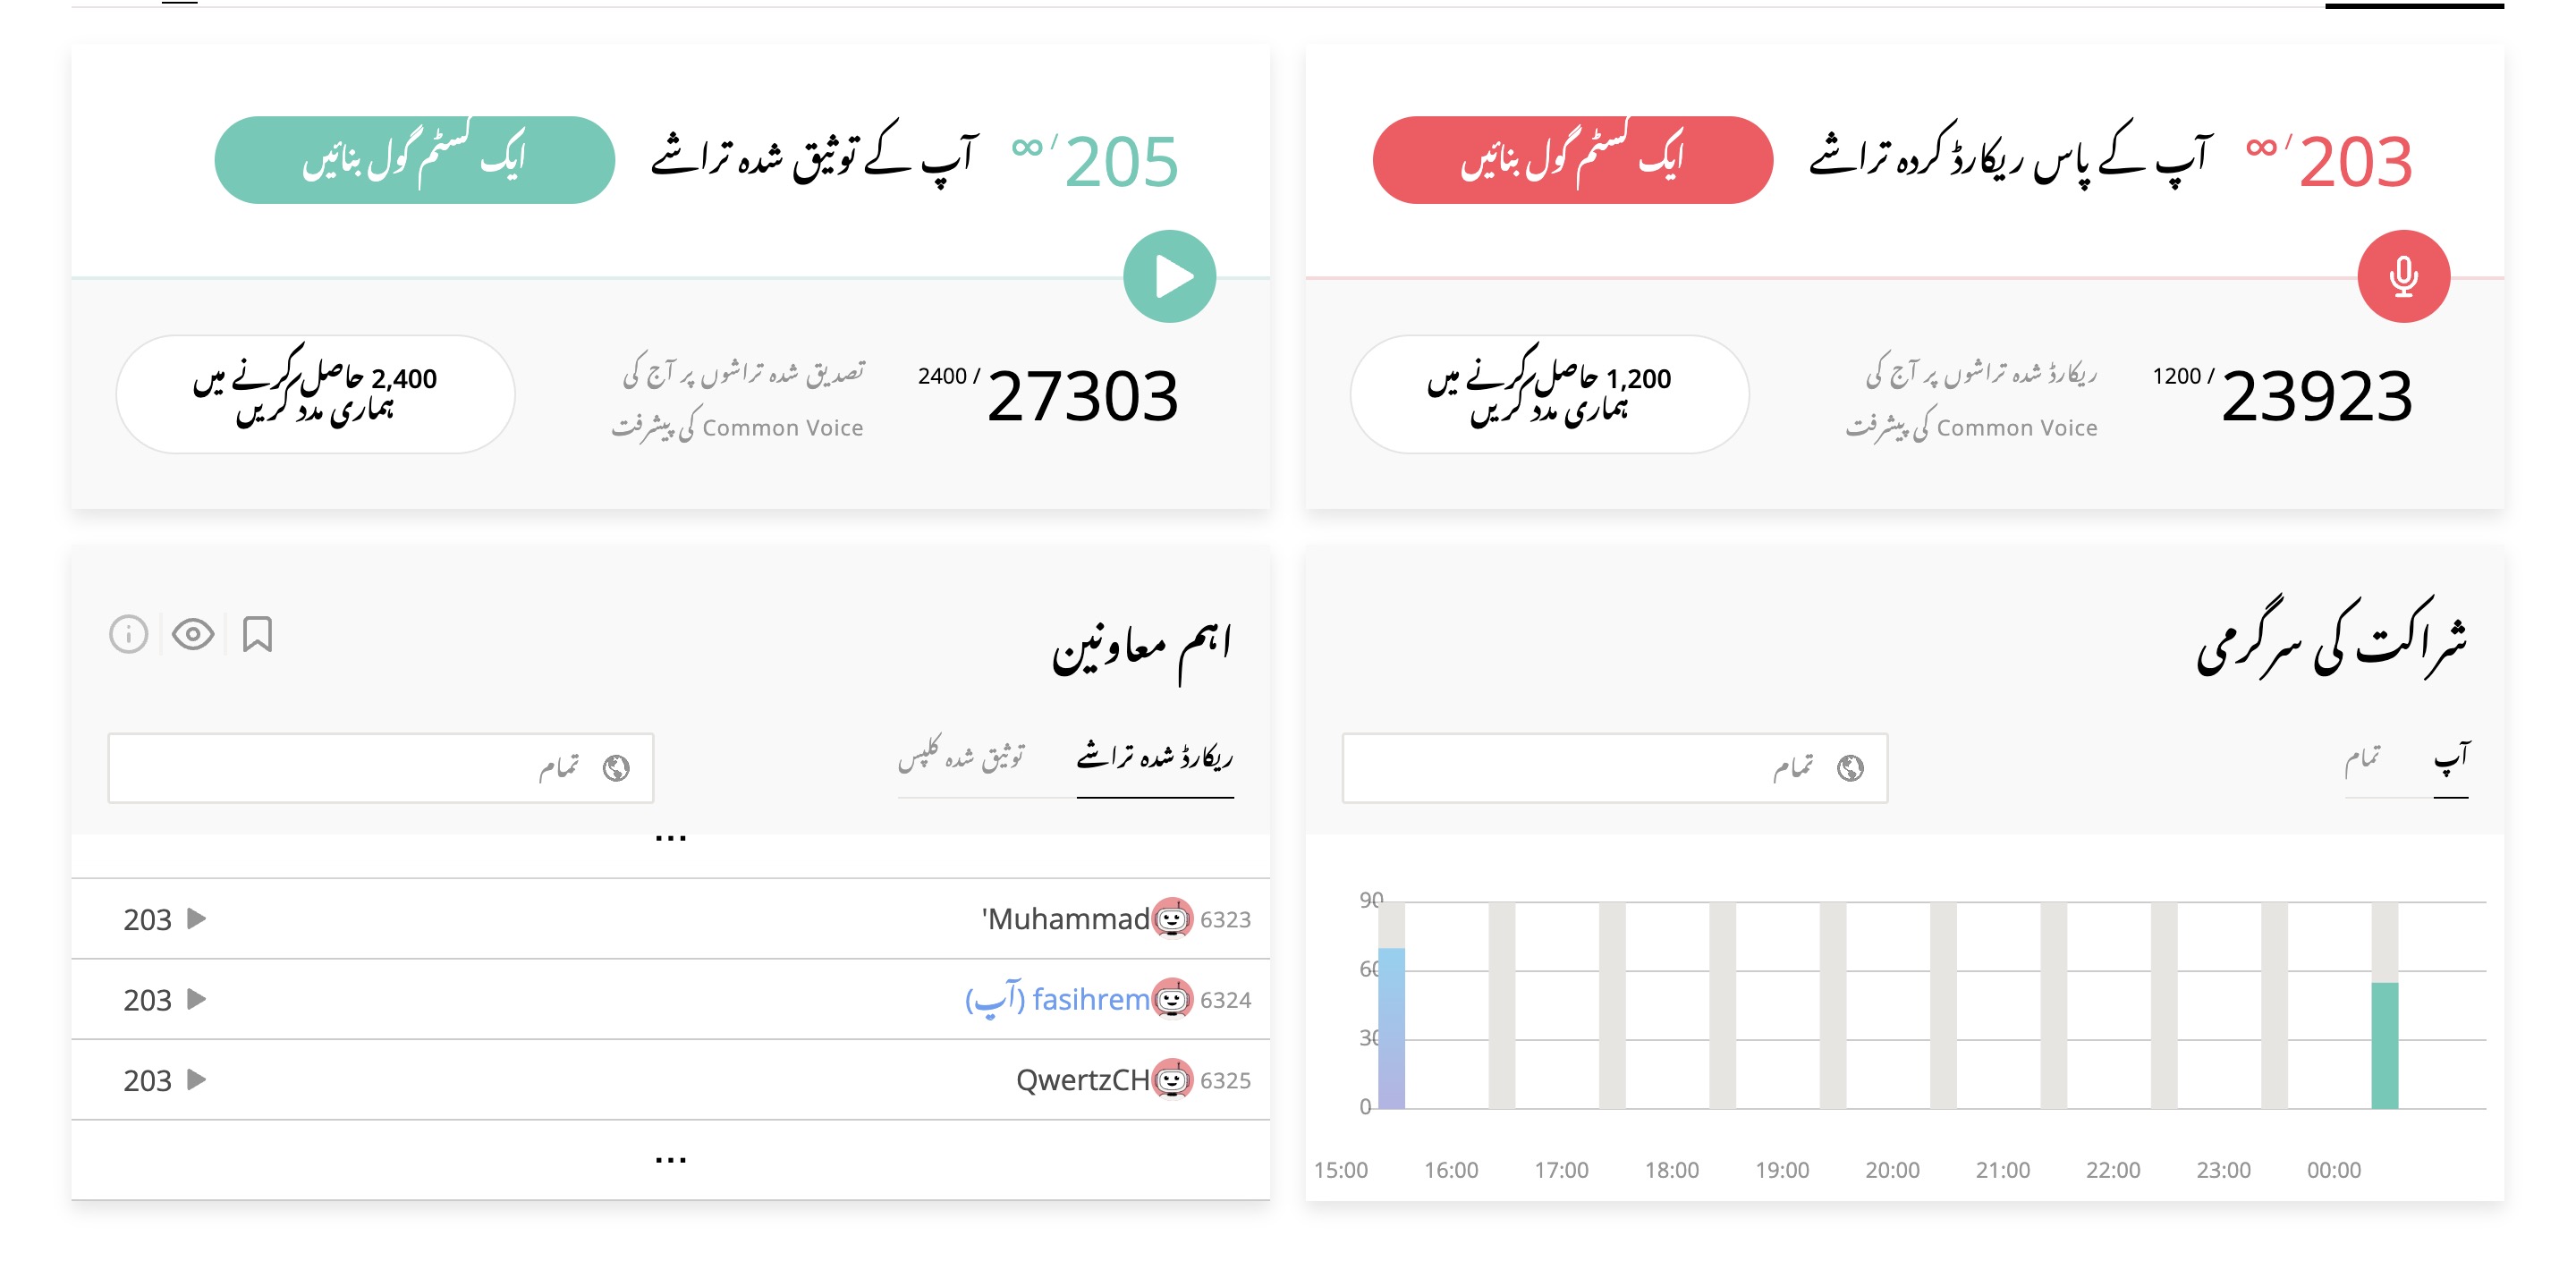 203 / ∞ آپ کے پاس ریکارڈ کردہ تراشے
ایک کسٹم گول بنائیں
23923 / 1200
ریکارڈ شدہ تراشوں پر آج کی
Common Voice کی پیشرفت
1,200 حاصل کرنے میں
ہماری مدد کریں
205 / ∞ آپ کے توثیق شدہ تراشے
ایک کسٹم گول بنائیں
27303 / 2400
تصدیق شدہ تراشوں پر آج کی
Common Voice کی پیشرفت
2,400 حاصل کرنے میں
ہماری مدد کریں
شراکت کی سرگرمی
آپ تمام
تمام
90
60
30
0
15:00 16:00 17:00 18:00 19:00 20:00 21:00 22:00 23:00 00:00
اہم معاونین
ریکارڈ شدہ تراشے توثیق شدہ کلپس
تمام
...
6323 'Muhammad 203
6324 fasihrem (آپ) 203
6325 QwertzCH 203
...